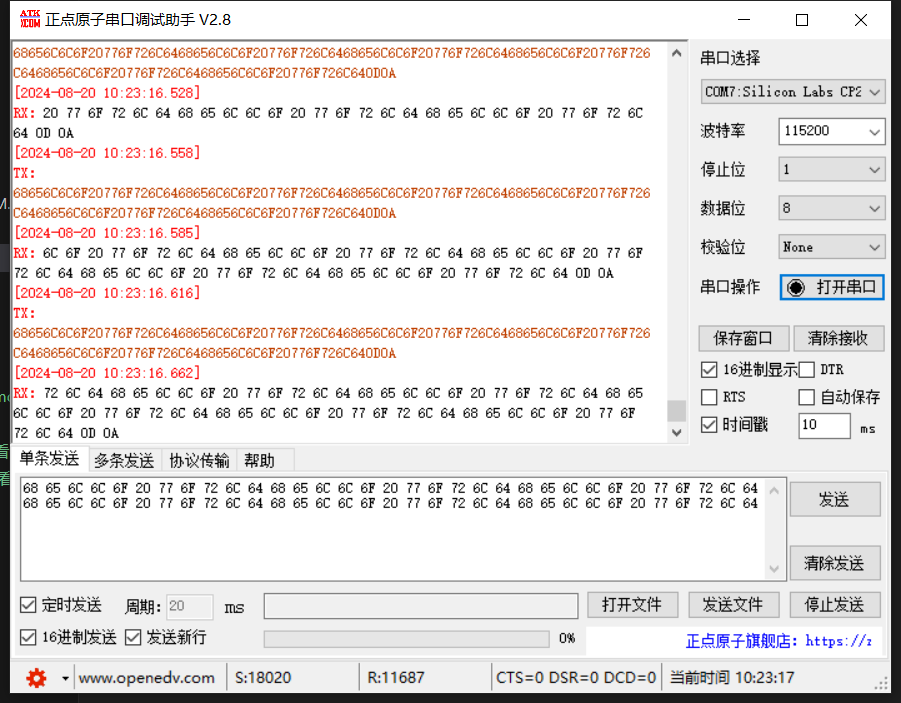 正点原子串口调试助手 V2.8
68656C6C6F20776F726C6468656C6C6F20776F726C6468656C6C6F20776F726C6468656C6C6F20776F726
C6468656C6C6F20776F726C6468656C6C6F20776F726C640D0A
[2024-08-20 10:23:16.528]
RX: 20 77 6F 72 6C 64 68 65 6C 6C 6F 20 77 6F 72 6C 64 68 65 6C 6C 6F 20 77 6F 72 6C
64 0D 0A
[2024-08-20 10:23:16.558]
TX:
68656C6C6F20776F726C6468656C6C6F20776F726C6468656C6C6F20776F726C6468656C6C6F20776F726
C6468656C6C6F20776F726C6468656C6C6F20776F726C640D0A
[2024-08-20 10:23:16.585]
RX: 6C 6F 20 77 6F 72 6C 64 68 65 6C 6C 6F 20 77 6F 72 6C 64 68 65 6C 6C 6F 20 77 6F
72 6C 64 68 65 6C 6C 6F 20 77 6F 72 6C 64 68 65 6C 6C 6F 20 77 6F 72 6C 64 0D 0A
[2024-08-20 10:23:16.616]
TX:
68656C6C6F20776F726C6468656C6C6F20776F726C6468656C6C6F20776F726C6468656C6C6F20776F726
C6468656C6C6F20776F726C6468656C6C6F20776F726C640D0A
[2024-08-20 10:23:16.662]
RX: 72 6C 64 68 65 6C 6C 6F 20 77 6F 72 6C 64 68 65 6C 6C 6F 20 77 6F 72 6C 64 68 65
6C 6C 6F 20 77 6F 72 6C 64 68 65 6C 6C 6F 20 77 6F 72 6C 64 68 65 6C 6C 6F 20 77 6F
72 6C 64 0D 0A
串口选择
COM7:Silicon Labs CP2
波特率 115200
停止位 1
数据位 8
校验位 None
串口操作 打开串口
保存窗口 清除接收
16进制显示 DTR
RTS 自动保存
时间戳 10 ms
单条发送 多条发送 协议传输 帮助
68 65 6C 6C 6F 20 77 6F 72 6C 64 68 65 6C 6C 6F 20 77 6F 72 6C 64 68 65 6C 6C 6F 20 77 6F 72 6C 64
68 65 6C 6C 6F 20 77 6F 72 6C 64 68 65 6C 6C 6F 20 77 6F 72 6C 64 68 65 6C 6C 6F 20 77 6F 72 6C 64
发送
清除发送
定时发送 周期: 20 ms 打开文件 发送文件 停止发送
16进制发送 发送新行 0% 正点原子旗舰店: https://z
www.openedv.com S:18020 R:11687 CTS=0 DSR=0 DCD=0 当前时间 10:23:17